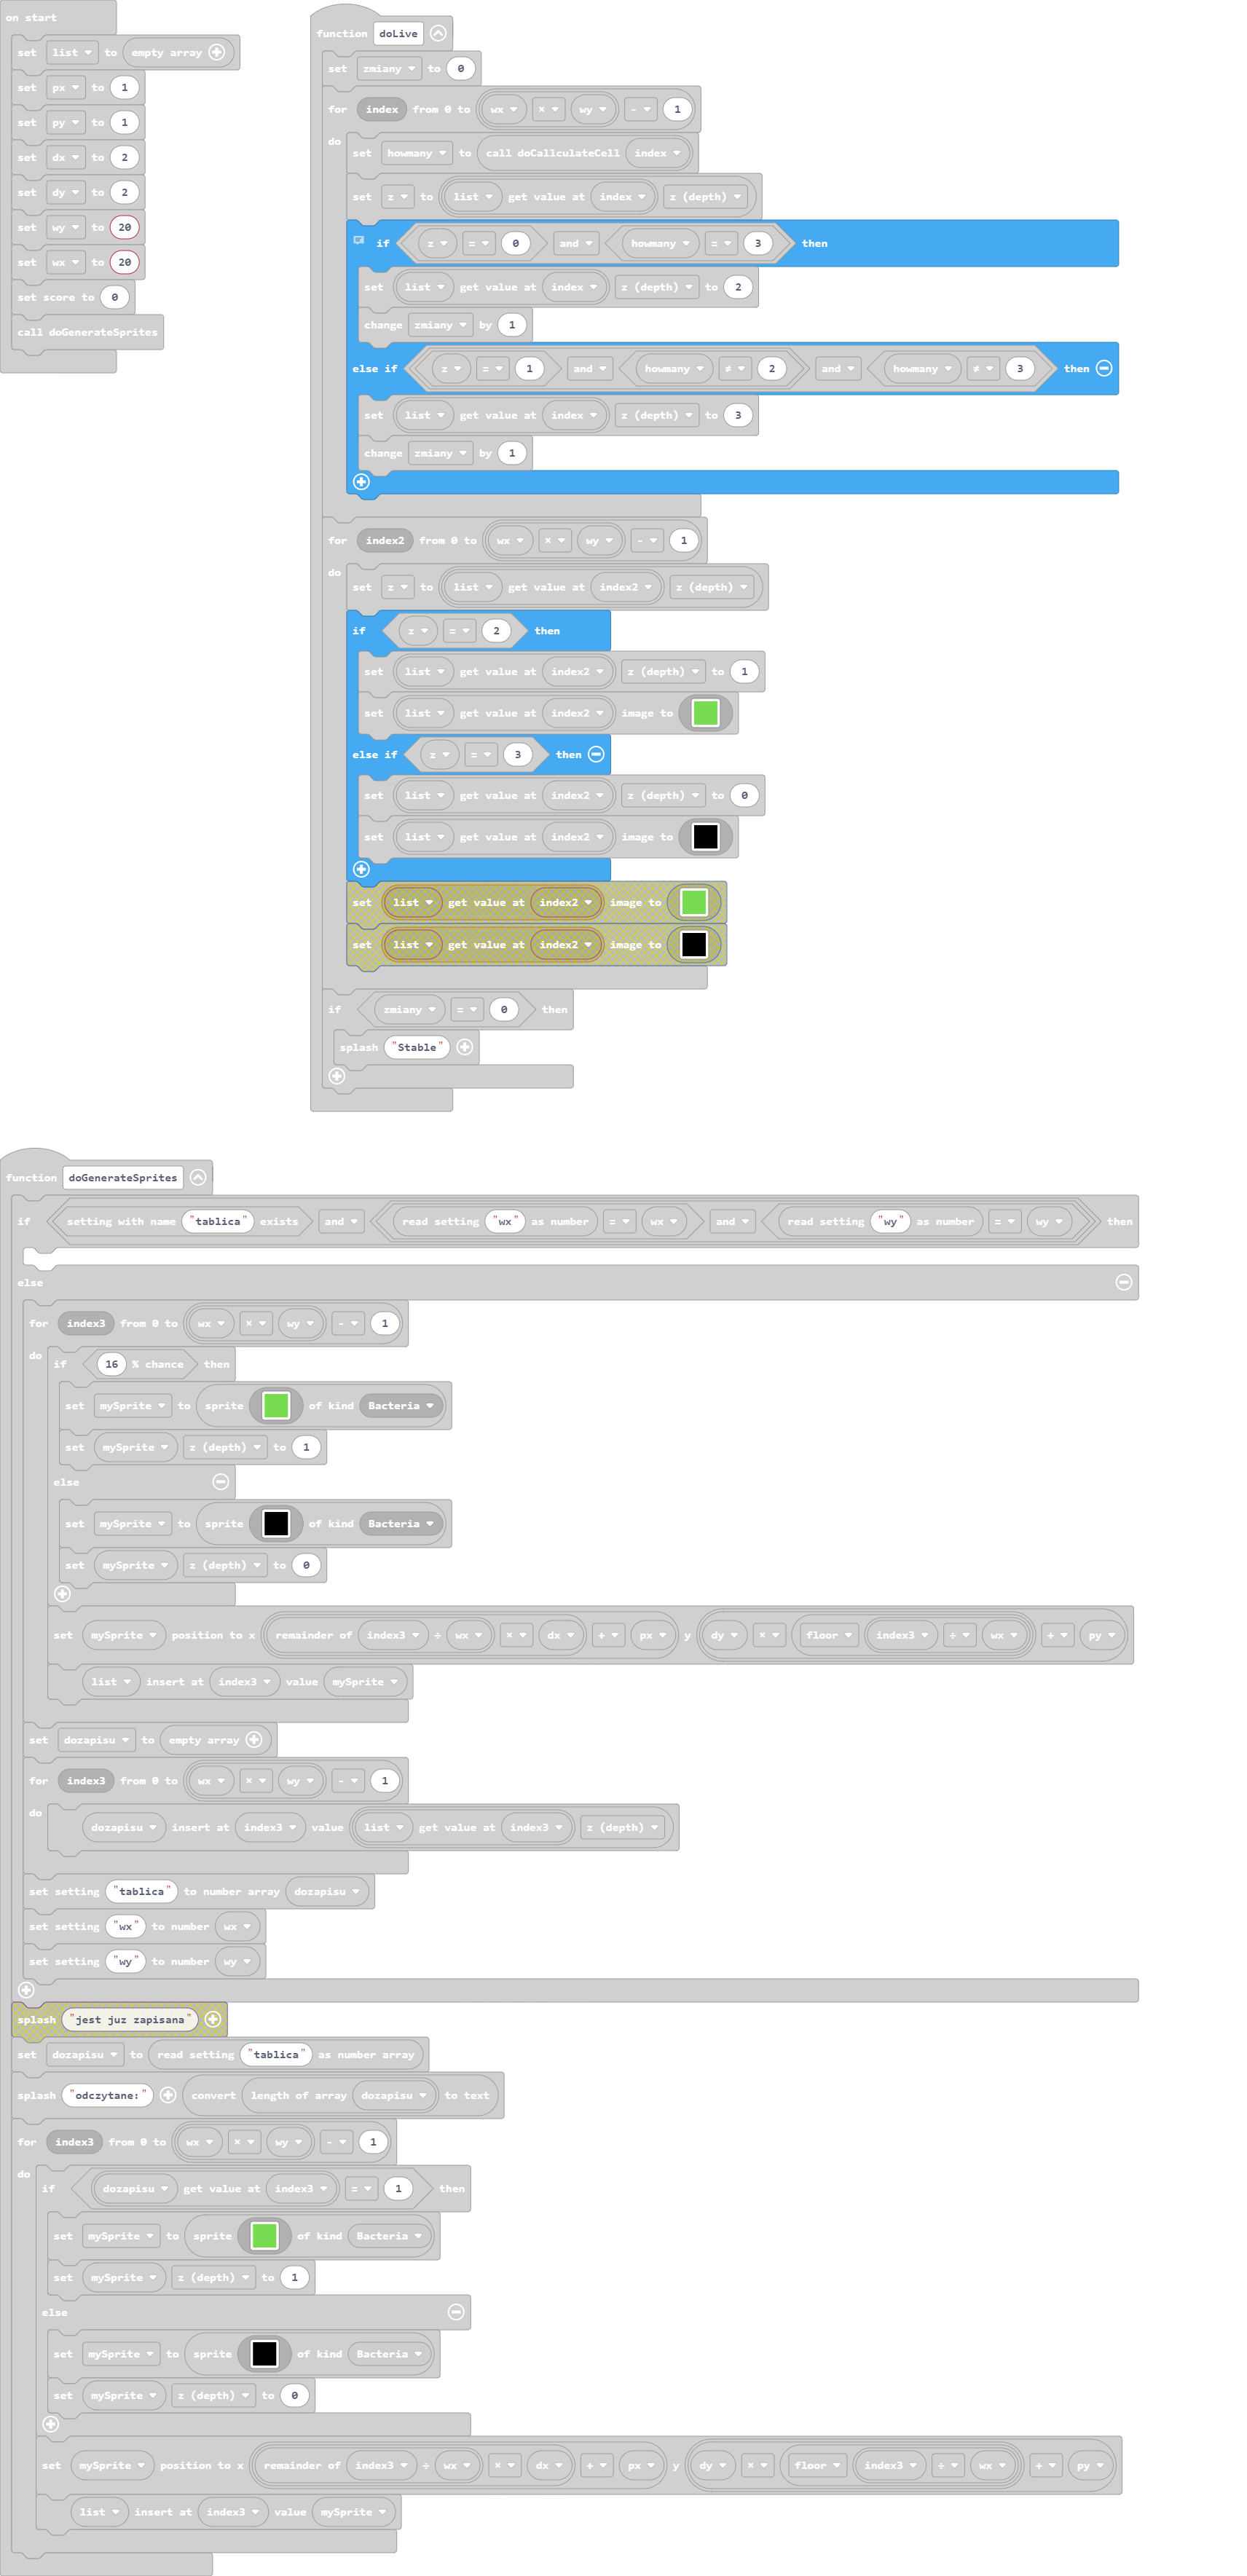 on start
set list to empty array
set px to 1
set py to 1
set dx to 2
set dy to 2
set wy to 20
set wx to 20
set score to 0
call doGenerateSprites
function doLive
set zmiany to 0
for index from 0 to wx × wy - 1
do
set howmany to call doCallculateCell index
set z to list get value at index z (depth)
if z = 0 and howmany = 3 then
set list get value at index z (depth) to 2
change zmiany by 1
else if z = 1 and howmany ≠ 2 and howmany ≠ 3 then
set list get value at index z (depth) to 3
change zmiany by 1
for index2 from 0 to wx × wy - 1
do
set z to list get value at index2 z (depth)
if z = 2 then
set list get value at index2 z (depth) to 1
set list get value at index2 image to
else if z = 3 then
set list get value at index2 z (depth) to 0
set list get value at index2 image to
set list get value at index2 image to
set list get value at index2 image to
if zmiany = 0 then
splash "Stable"
function doGenerateSprites
if setting with name "tablica" exists and read setting "wx" as number = wx and read setting "wy" as number = wy then
else
for index3 from 0 to wx × wy - 1
do
if 16 % chance then
set mySprite to sprite of kind Bacteria
set mySprite z (depth) to 1
else
set mySprite to sprite of kind Bacteria
set mySprite z (depth) to 0
set mySprite position to x remainder of index3 ÷ wx × dx + px y dy × floor index3 ÷ wx + py
list insert at index3 value mySprite
set dozapisu to empty array
for index3 from 0 to wx × wy - 1
do
dozapisu insert at index3 value list get value at index3 z (depth)
set setting "tablica" to number array dozapisu
set setting "wx" to number wx
set setting "wy" to number wy
splash "jest juz zapisana"
set dozapisu to read setting "tablica" as number array
splash "odczytane:" convert length of array dozapisu to text
for index3 from 0 to wx × wy - 1
do
if dozapisu get value at index3 = 1 then
set mySprite to sprite of kind Bacteria
set mySprite z (depth) to 1
else
set mySprite to sprite of kind Bacteria
set mySprite z (depth) to 0
set mySprite position to x remainder of index3 ÷ wx × dx + px y dy × floor index3 ÷ wx + py
list insert at index3 value mySprite